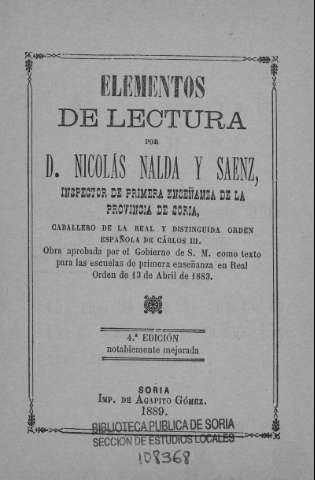 ELEMENTOS
DE LECTURA
POR
D. NICOLÁS NALDA Y SAENZ,
INSPECTOR DE PRIMERA ENSEÑANZA DE LA
PROVINCIA DE SORIA,
CABALLERO DE LA REAL Y DISTINGUIDA ORDEN
ESPAÑOLA DE CÁRLOS III.
Obra aprobada por el Gobierno de S. M. como texto
para las escuelas de primera enseñanza en Real
Orden de 13 de Abril de 1883.
4.ª EDICIÓN
notablemente mejorada
SORIA
IMP. DE AGAPITO GÓMEZ.
1889.
BIBLIOTECA PUBLICA DE SORIA
SECCION DE ESTUDIOS LOCALES
108368